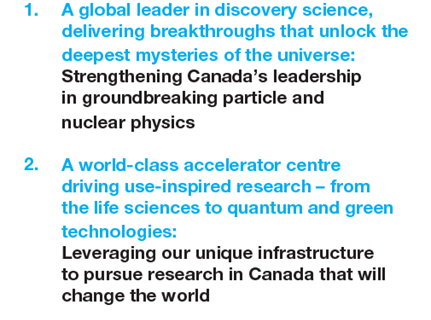 1. A global leader in discovery science,
delivering breakthroughs that unlock the
deepest mysteries of the universe:
Strengthening Canada’s leadership
in groundbreaking particle and
nuclear physics
2. A world-class accelerator centre
driving use-inspired research – from
the life sciences to quantum and green
technologies:
Leveraging our unique infrastructure
to pursue research in Canada that will
change the world